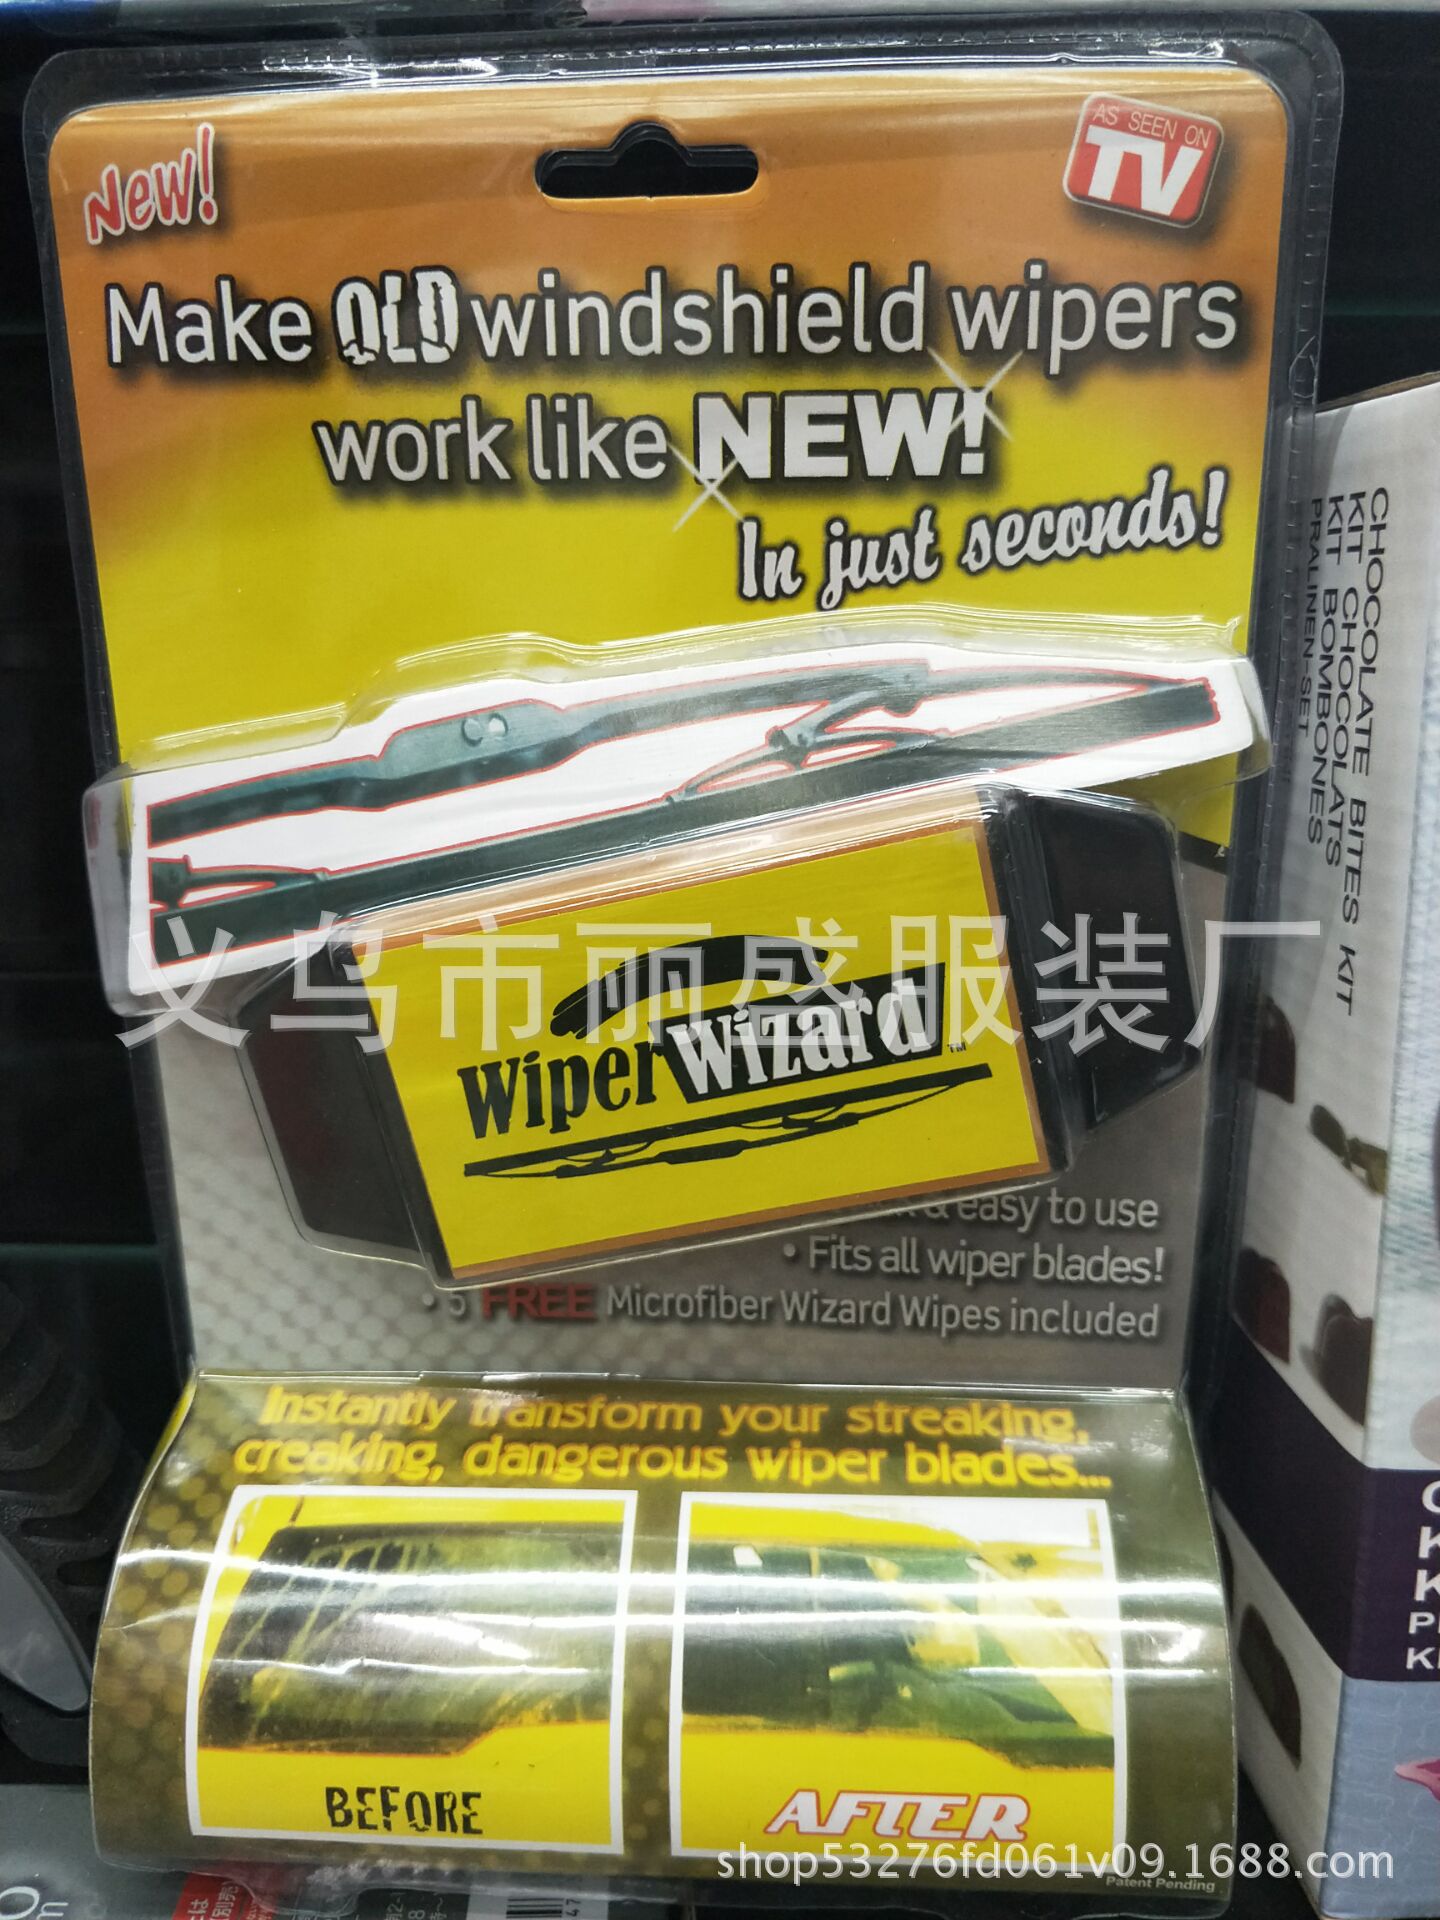 New!
AS SEEN ON
TV
Make OLD windshield wipers
work like NEW!
In just seconds!
义乌市丽盛服装厂
Wiper Wizard ™
& easy to use
• Fits all wiper blades!
• 5 FREE Microfiber Wizard Wipes included
Instantly transform your streaking,
creaking, dangerous wiper blades...
BEFORE
AFTER
Patent Pending
shop53276fd061v09.1688.com
CHOCOLATE BITES KIT
KIT CHOCOLATS
KIT BOMBONES
PRALINEN-SET